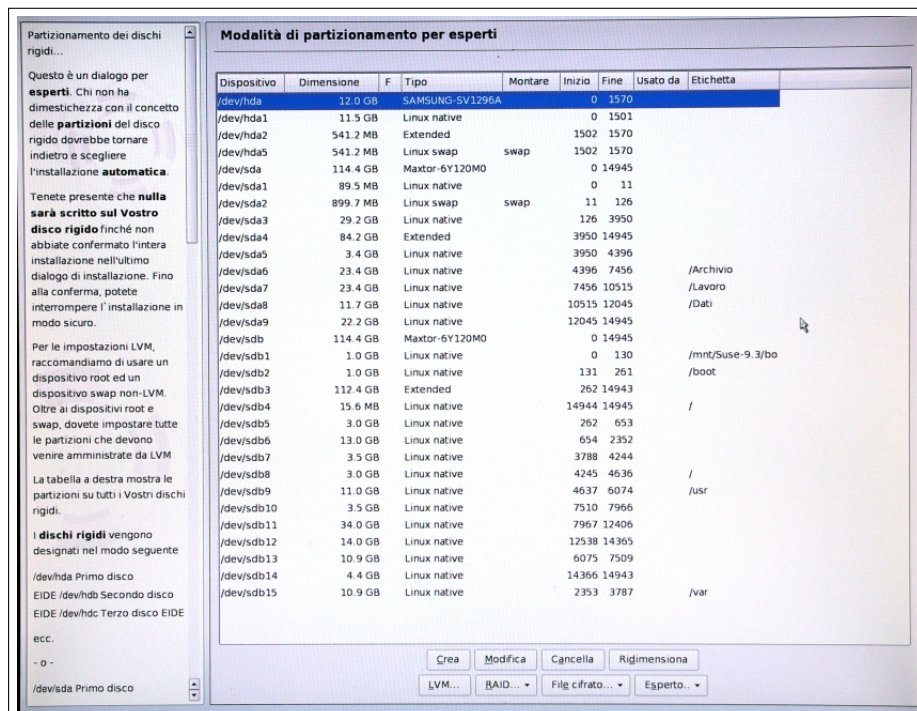 Partizionamento dei dischi
rigidi...
Questo è un dialogo per
esperti. Chi non ha
dimestichezza con il concetto
delle partizioni del disco
rigido dovrebbe tornare
indietro e scegliere
l'installazione automatica.
Tenete presente che nulla
sarà scritto sul Vostro
disco rigido finché non
abbiate confermato l'intera
installazione nell'ultimo
dialogo di installazione. Fino
alla conferma, potete
interrompere l`installazione in
modo sicuro.
Per le impostazioni LVM,
raccomandiamo di usare un
dispositivo root ed un
dispositivo swap non-LVM.
Oltre ai dispositivi root e
swap, dovete impostare tutte
le partizioni che devono
venire amministrate da LVM
La tabella a destra mostra le
partizioni su tutti i Vostri dischi
rigidi.
I dischi rigidi vengono
designati nel modo seguente
/dev/hda Primo disco
EIDE /dev/hdb Secondo disco
EIDE /dev/hdc Terzo disco EIDE
ecc.
- o -
/dev/sda Primo disco
Modalità di partizionamento per esperti
Dispositivo Dimensione F Tipo Montare Inizio Fine Usato da Etichetta
/dev/hda 12.0 GB SAMSUNG-SV1296A 0 1570
/dev/hda1 11.5 GB Linux native 0 1501
/dev/hda2 541.2 MB Extended 1502 1570
/dev/hda5 541.2 MB Linux swap swap 1502 1570
/dev/sda 114.4 GB Maxtor-6Y120M0 0 14945
/dev/sda1 89.5 MB Linux native 0 11
/dev/sda2 899.7 MB Linux swap swap 11 126
/dev/sda3 29.2 GB Linux native 126 3950
/dev/sda4 84.2 GB Extended 3950 14945
/dev/sda5 3.4 GB Linux native 3950 4396
/dev/sda6 23.4 GB Linux native 4396 7456 /Archivio
/dev/sda7 23.4 GB Linux native 7456 10515 /Lavoro
/dev/sda8 11.7 GB Linux native 10515 12045 /Dati
/dev/sda9 22.2 GB Linux native 12045 14945
/dev/sdb 114.4 GB Maxtor-6Y120M0 0 14945
/dev/sdb1 1.0 GB Linux native 0 130 /mnt/Suse-9.3/bo
/dev/sdb2 1.0 GB Linux native 131 261 /boot
/dev/sdb3 112.4 GB Extended 262 14943
/dev/sdb4 15.6 MB Linux native 14944 14945 /
/dev/sdb5 3.0 GB Linux native 262 653
/dev/sdb6 13.0 GB Linux native 654 2352
/dev/sdb7 3.5 GB Linux native 3788 4244
/dev/sdb8 3.0 GB Linux native 4245 4636 /
/dev/sdb9 11.0 GB Linux native 4637 6074 /usr
/dev/sdb10 3.5 GB Linux native 7510 7966
/dev/sdb11 34.0 GB Linux native 7967 12406
/dev/sdb12 14.0 GB Linux native 12538 14365
/dev/sdb13 10.9 GB Linux native 6075 7509
/dev/sdb14 4.4 GB Linux native 14366 14943
/dev/sdb15 10.9 GB Linux native 2353 3787 /var
Crea Modifica Cancella Ridimensiona
LVM... RAID... File cifrato... Esperto..